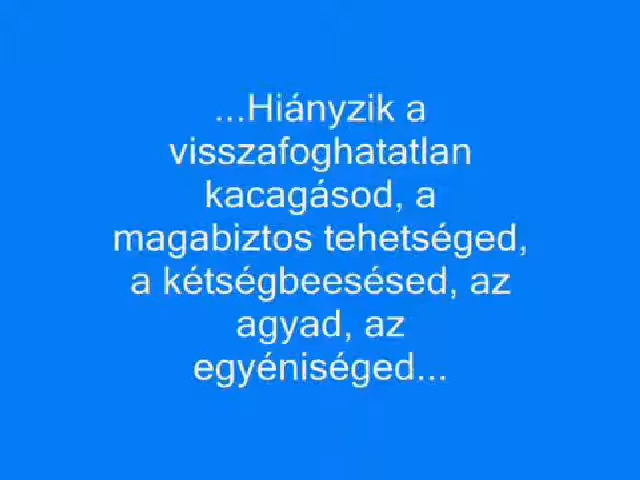 ...Hiányzik a
visszafoghatatlan
kacagásod, a
magabiztos tehetséged,
a kétségbeesésed, az
agyad, az
egyéniséged...